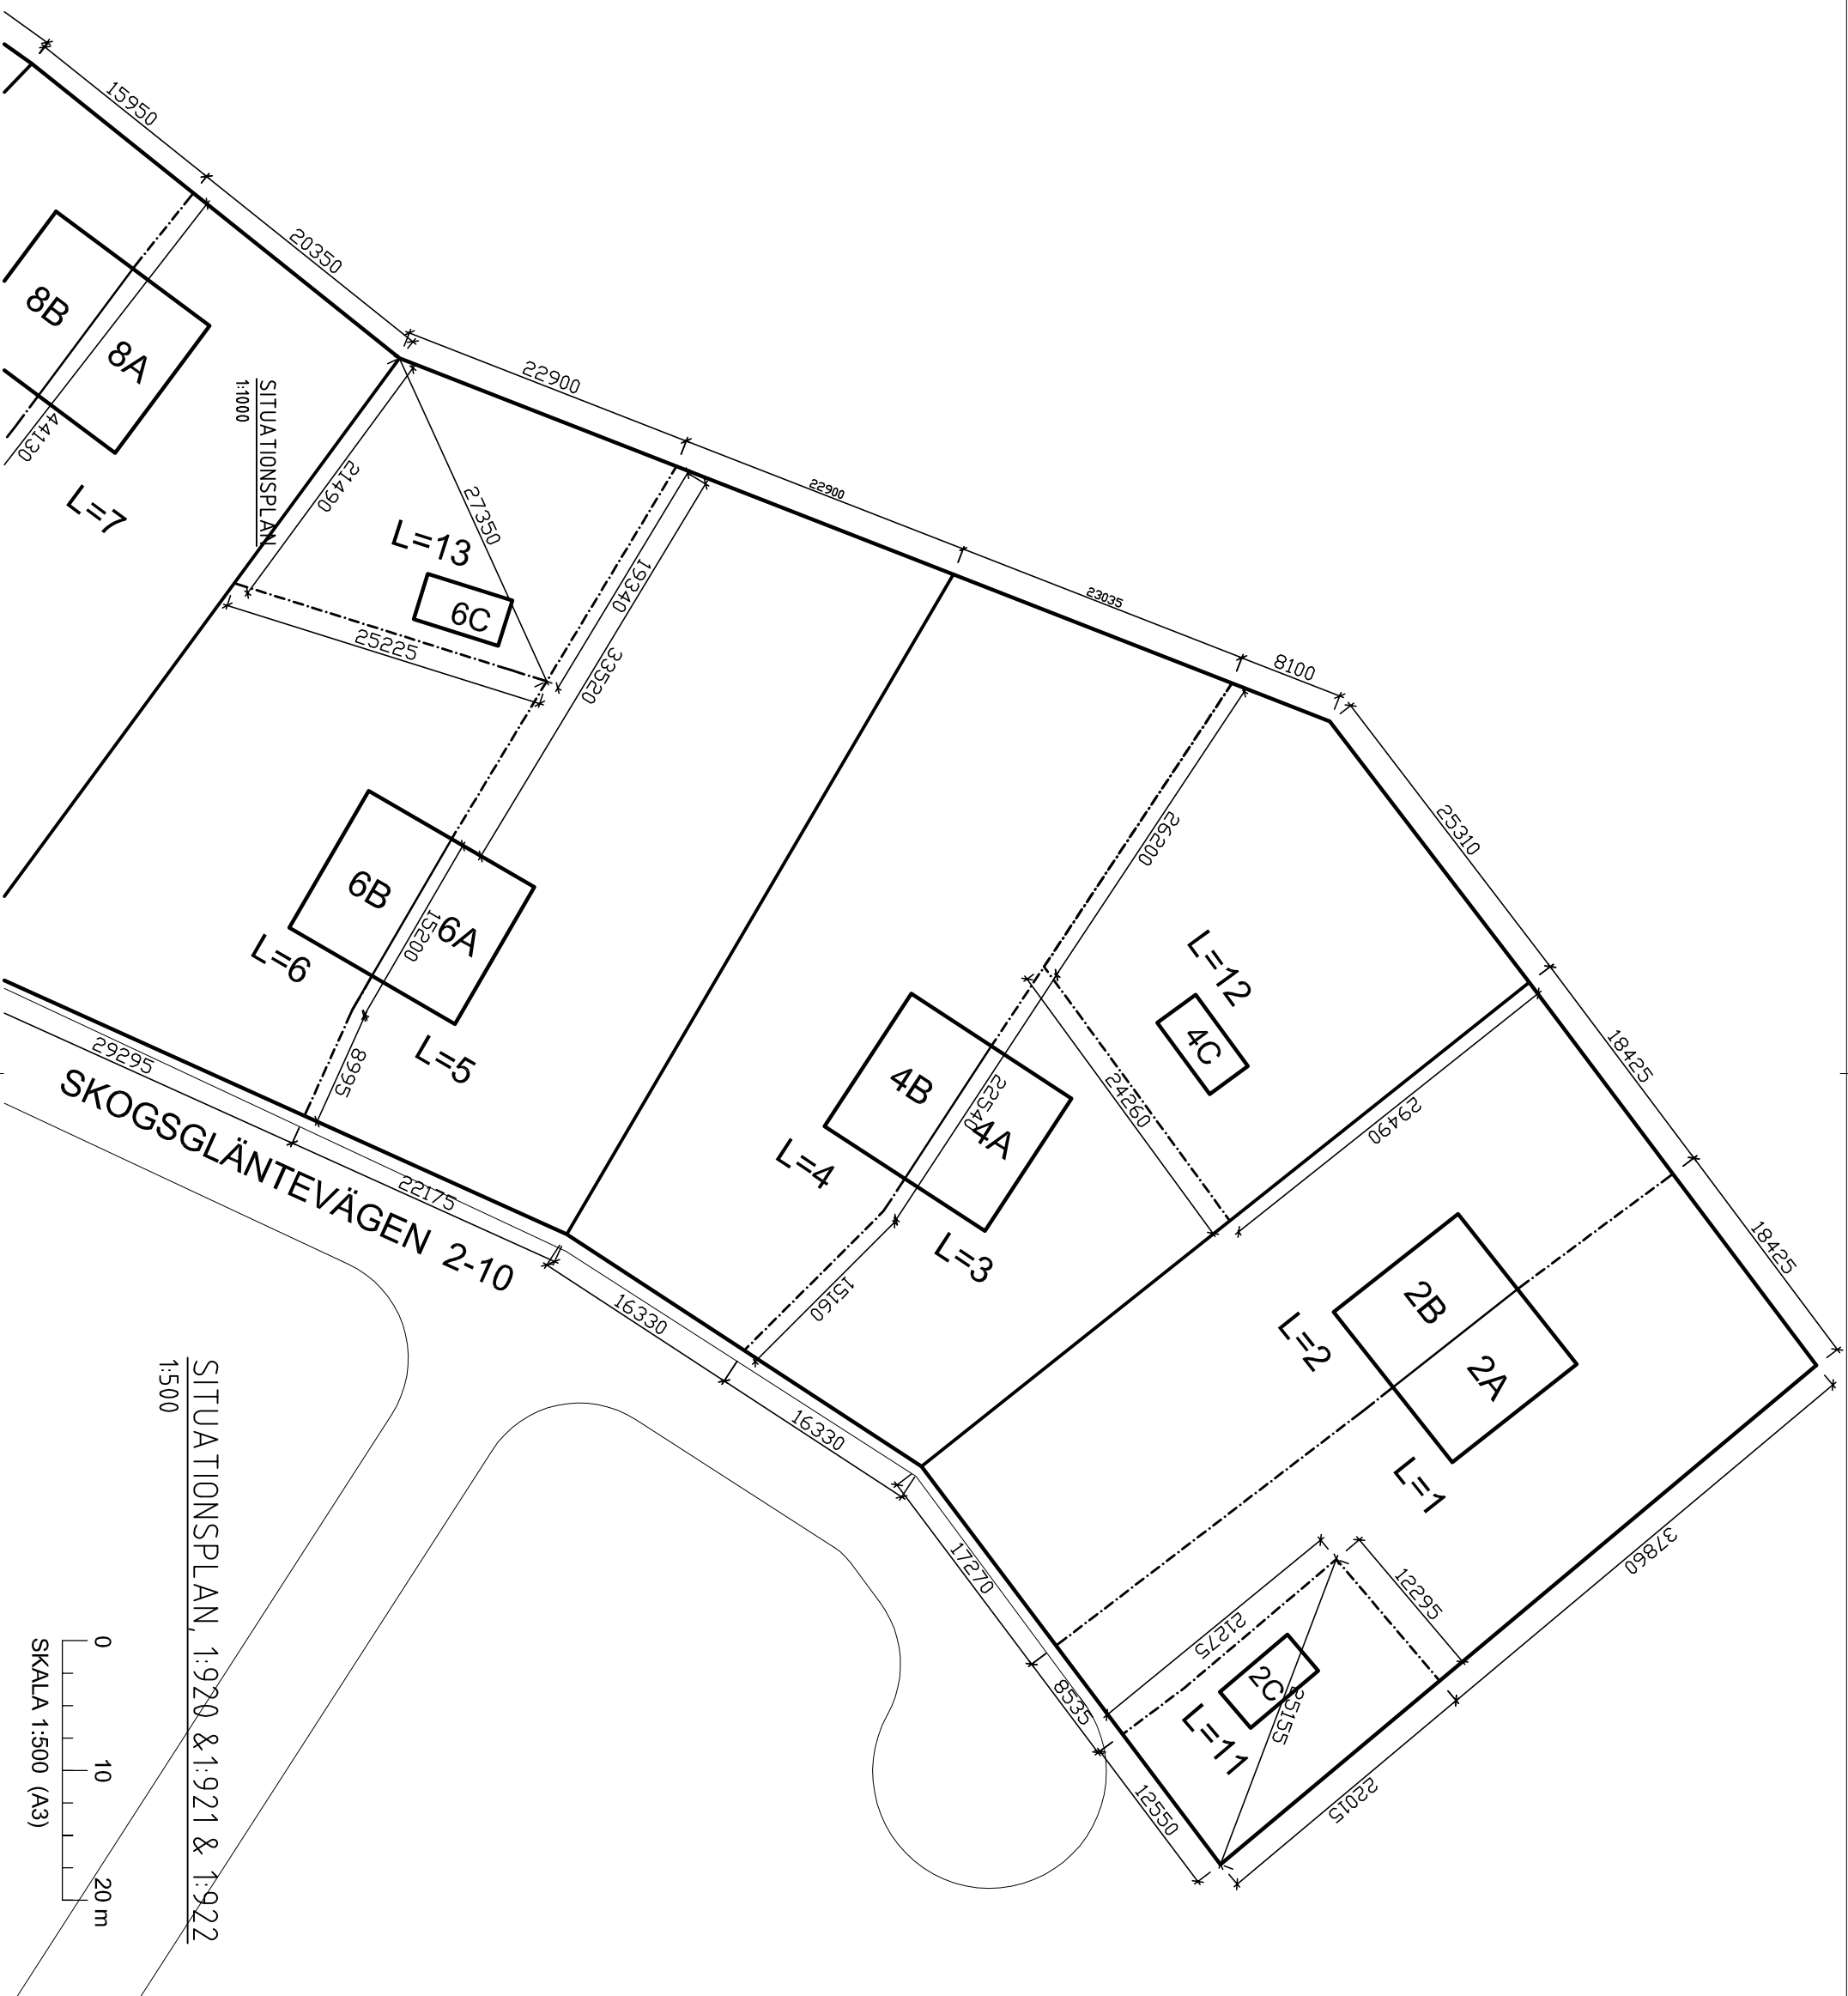 15950
20350
22900
22900
23035
8100
25310
18425
18425
8B
8A
44130
L=7
SITUATIONSPLAN
1:1000
21490
27350
L=13
6C
25225
19340
33520
6B
6A
15200
L=6
L=5
8995
29295
22175
SKOGSGLÄNTEVÄGEN 2-10
26200
L=12
4C
24260
29490
4B
4A
22540
L=4
L=3
15160
16330
16330
2B
2A
L=2
L=1
37860
12295
21275
2C
25155
L=11
22015
17270
8535
12550
SITUATIONSPLAN, 1:920 &1:921 & 1:922
1:500
0 10 20 m
SKALA 1:500 (A3)